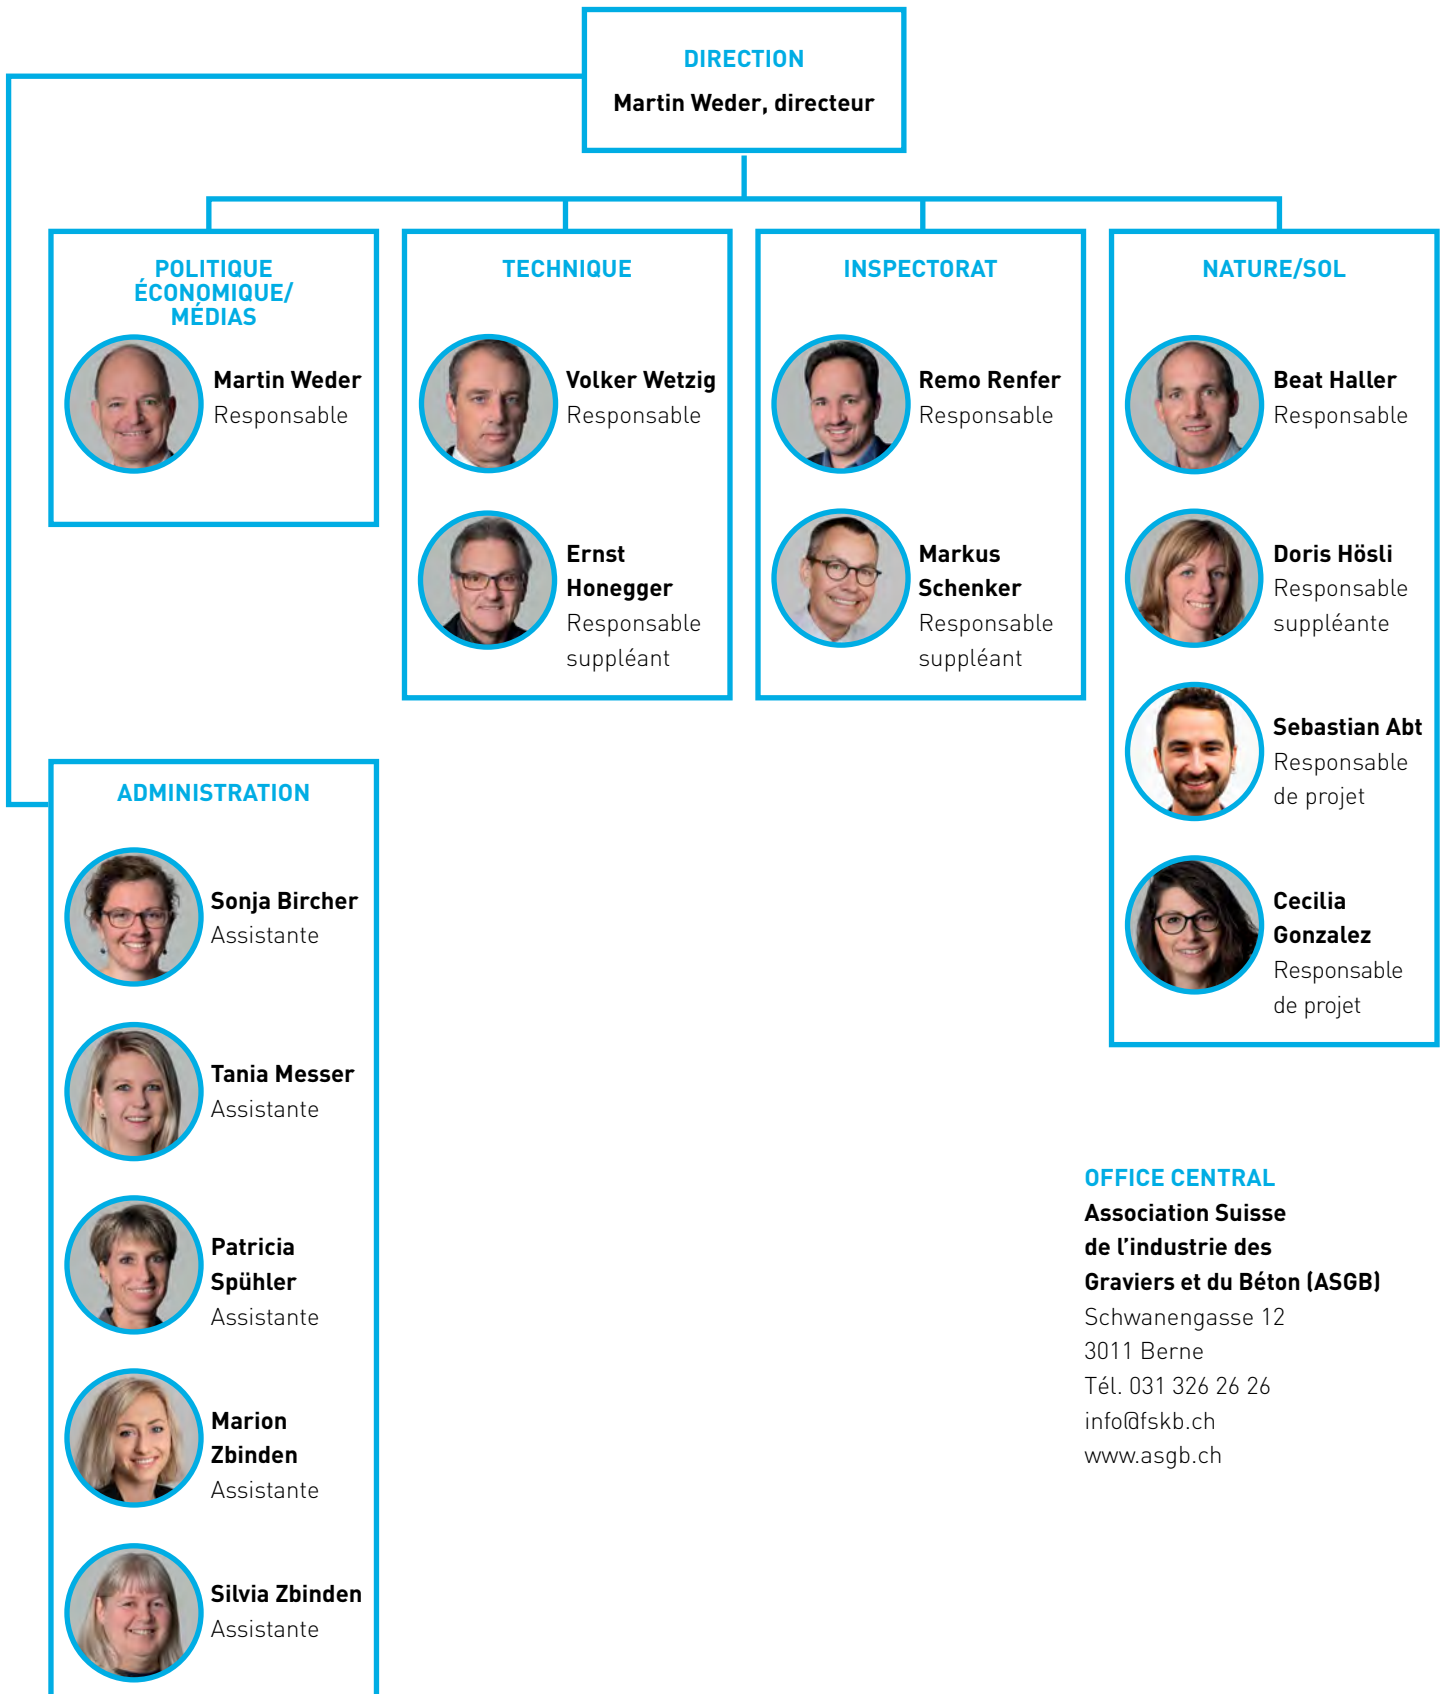 DIRECTION
Martin Weder, directeur
POLITIQUE
ÉCONOMIQUE/
MÉDIAS
Martin Weder
Responsable
TECHNIQUE
Volker Wetzig
Responsable
Ernst
Honegger
Responsable
suppléant
INSPECTORAT
Remo Renfer
Responsable
Markus
Schenker
Responsable
suppléant
NATURE/SOL
Beat Haller
Responsable
Doris Hösli
Responsable
suppléante
Sebastian Abt
Responsable
de projet
Cecilia
Gonzalez
Responsable
de projet
ADMINISTRATION
Sonja Bircher
Assistante
Tania Messer
Assistante
Patricia
Spühler
Assistante
Marion
Zbinden
Assistante
Silvia Zbinden
Assistante
OFFICE CENTRAL
Association Suisse
de l’industrie des
Graviers et du Béton (ASGB)
Schwanengasse 12
3011 Berne
Tél. 031 326 26 26
info@fskb.ch
www.asgb.ch